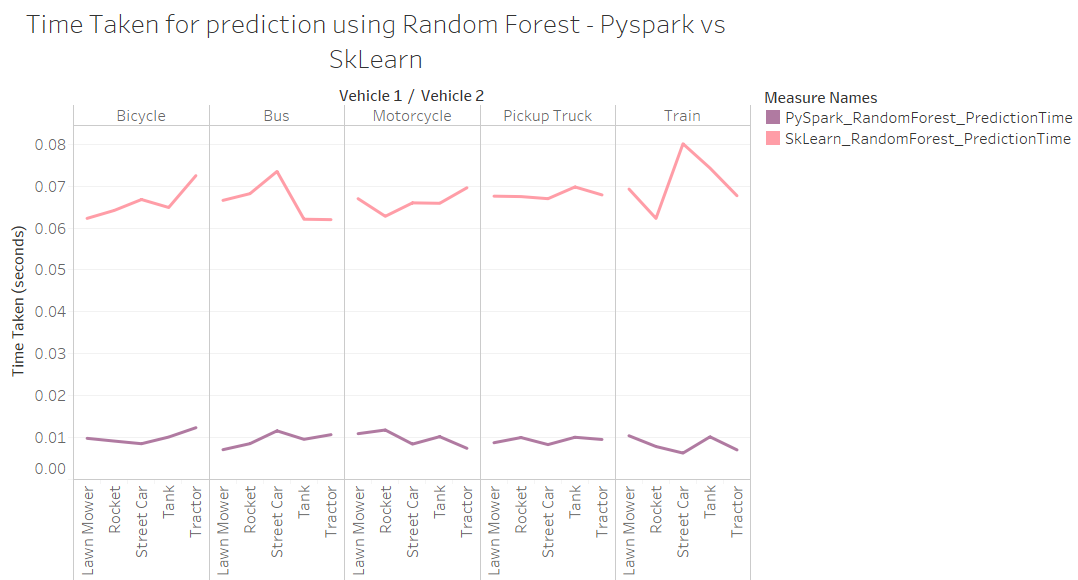 Time Taken for prediction using Random Forest - Pyspark vs
SkLearn
Vehicle 1 / Vehicle 2
Bicycle Bus Motorcycle Pickup Truck Train
Measure Names
PySpark_RandomForest_PredictionTime
SkLearn_RandomForest_PredictionTime
Time Taken (seconds)
0.08
0.07
0.06
0.05
0.04
0.03
0.02
0.01
0.00
Lawn Mower
Rocket
Street Car
Tank
Tractor
Lawn Mower
Rocket
Street Car
Tank
Tractor
Lawn Mower
Rocket
Street Car
Tank
Tractor
Lawn Mower
Rocket
Street Car
Tank
Tractor
Lawn Mower
Rocket
Street Car
Tank
Tractor